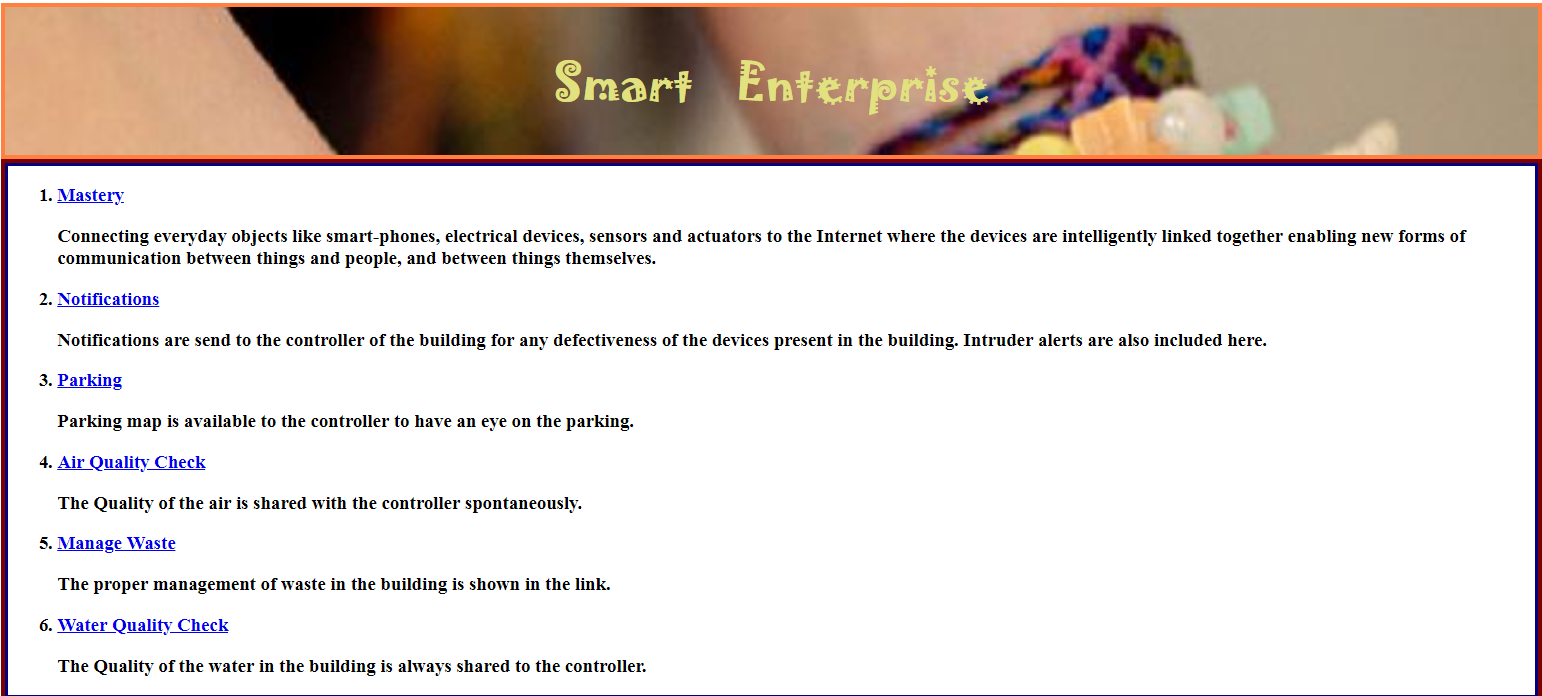 Smart Enterprise
1. Mastery
Connecting everyday objects like smart-phones, electrical devices, sensors and actuators to the Internet where the devices are intelligently linked together enabling new forms of
communication between things and people, and between things themselves.
2. Notifications
Notifications are send to the controller of the building for any defectiveness of the devices present in the building. Intruder alerts are also included here.
3. Parking
Parking map is available to the controller to have an eye on the parking.
4. Air Quality Check
The Quality of the air is shared with the controller spontaneously.
5. Manage Waste
The proper management of waste in the building is shown in the link.
6. Water Quality Check
The Quality of the water in the building is always shared to the controller.